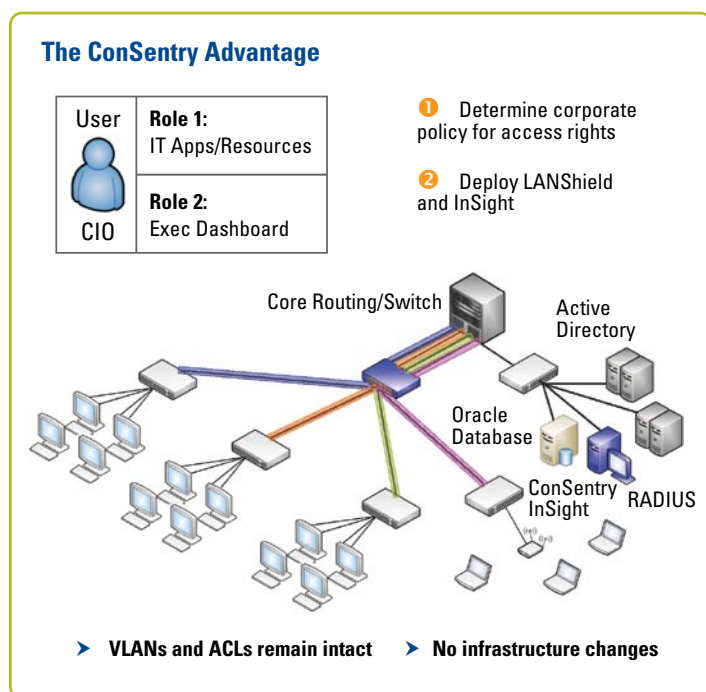 The ConSentry Advantage
User
CIO
Role 1:
IT Apps/Resources
Role 2:
Exec Dashboard
1 Determine corporate
policy for access rights
2 Deploy LANShield
and InSight
Core Routing/Switch
Active
Directory
Oracle
Database
ConSentry
InSight
RADIUS
➤ VLANs and ACLs remain intact
➤ No infrastructure changes